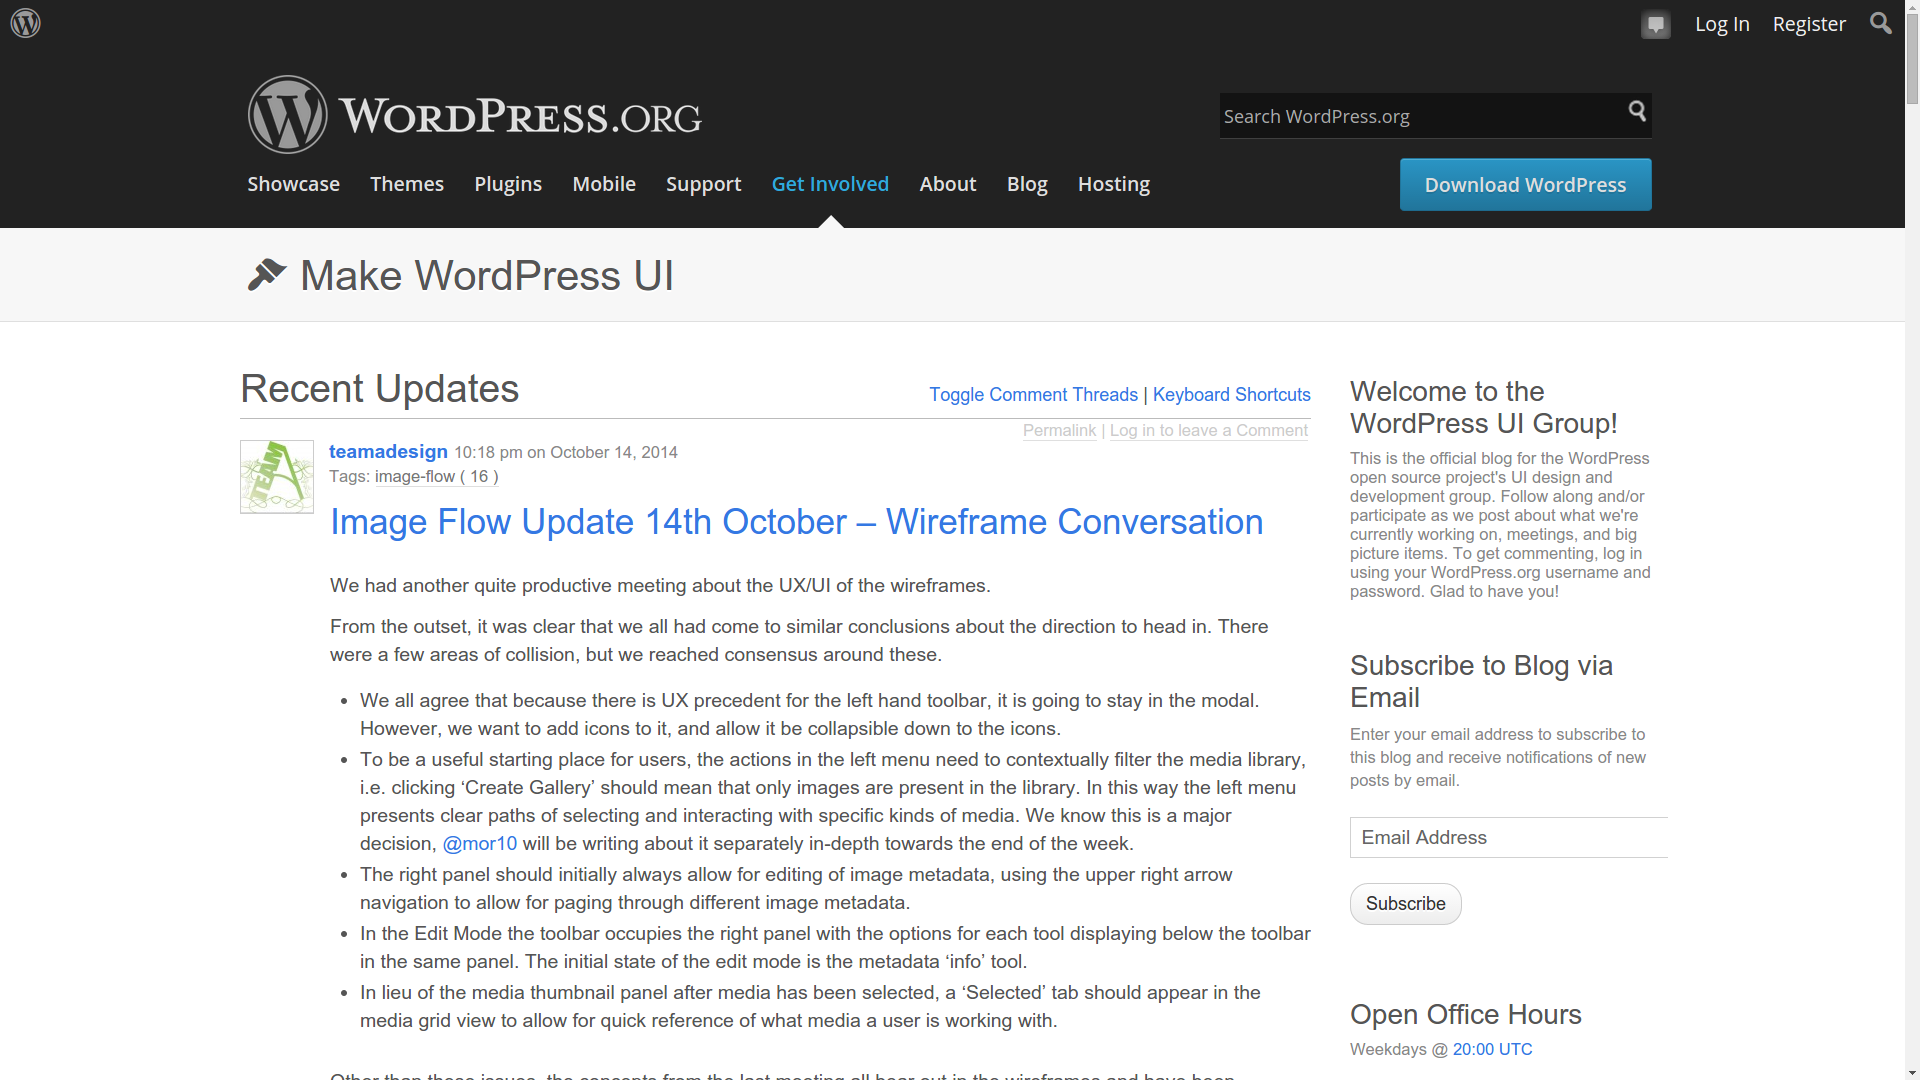 Log In Register
WORDPRESS.ORG
Search WordPress.org
Showcase Themes Plugins Mobile Support Get Involved About Blog Hosting
Download WordPress
Make WordPress UI
Recent Updates
Toggle Comment Threads | Keyboard Shortcuts
Permalink | Log in to leave a Comment
TEAM A
teamadesign 10:18 pm on October 14, 2014
Tags: image-flow ( 16 )
Image Flow Update 14th October – Wireframe Conversation
We had another quite productive meeting about the UX/UI of the wireframes.
From the outset, it was clear that we all had come to similar conclusions about the direction to head in. There
were a few areas of collision, but we reached consensus around these.
• We all agree that because there is UX precedent for the left hand toolbar, it is going to stay in the modal.
However, we want to add icons to it, and allow it be collapsible down to the icons.
• To be a useful starting place for users, the actions in the left menu need to contextually filter the media library,
i.e. clicking ‘Create Gallery’ should mean that only images are present in the library. In this way the left menu
presents clear paths of selecting and interacting with specific kinds of media. We know this is a major
decision, @mor10 will be writing about it separately in-depth towards the end of the week.
• The right panel should initially always allow for editing of image metadata, using the upper right arrow
navigation to allow for paging through different image metadata.
• In the Edit Mode the toolbar occupies the right panel with the options for each tool displaying below the toolbar
in the same panel. The initial state of the edit mode is the metadata ‘info’ tool.
• In lieu of the media thumbnail panel after media has been selected, a ‘Selected’ tab should appear in the
media grid view to allow for quick reference of what media a user is working with.
Other than these issues, the concepts from the last meeting all bear out in the wireframes and have been
Welcome to the
WordPress UI Group!
This is the official blog for the WordPress
open source project's UI design and
development group. Follow along and/or
participate as we post about what we're
currently working on, meetings, and big
picture items. To get commenting, log in
using your WordPress.org username and
password. Glad to have you!
Subscribe to Blog via
Email
Enter your email address to subscribe to
this blog and receive notifications of new
posts by email.
Email Address
Subscribe
Open Office Hours
Weekdays @ 20:00 UTC